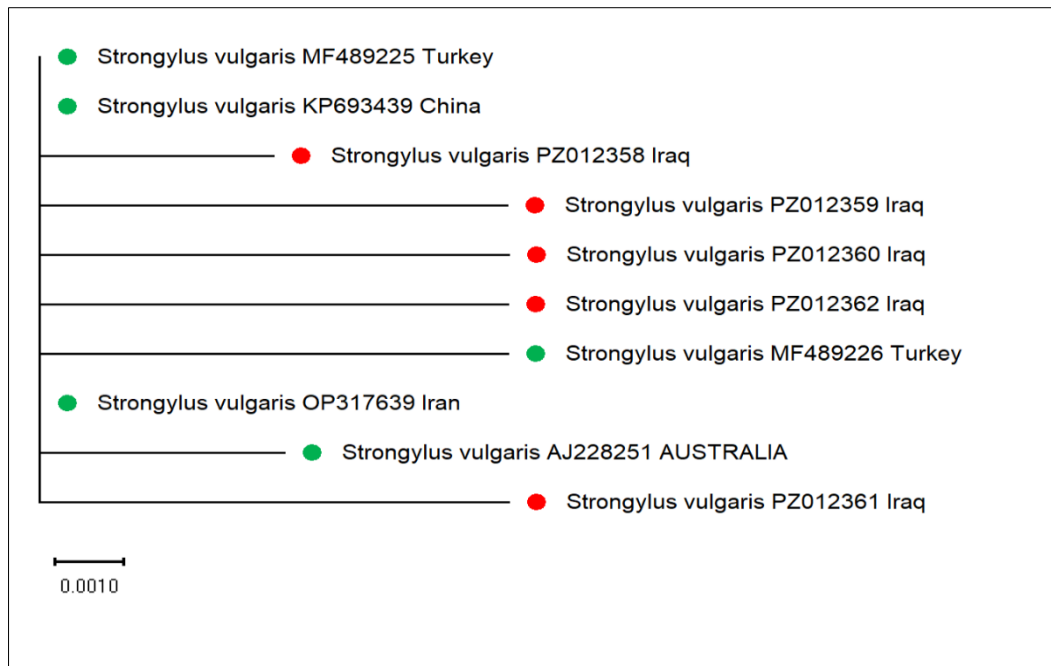 Strongylus vulgaris MF489225 Turkey
Strongylus vulgaris KP693439 China
Strongylus vulgaris PZ012358 Iraq
Strongylus vulgaris PZ012359 Iraq
Strongylus vulgaris PZ012360 Iraq
Strongylus vulgaris PZ012362 Iraq
Strongylus vulgaris MF489226 Turkey
Strongylus vulgaris OP317639 Iran
Strongylus vulgaris AJ228251 AUSTRALIA
Strongylus vulgaris PZ012361 Iraq
0.0010